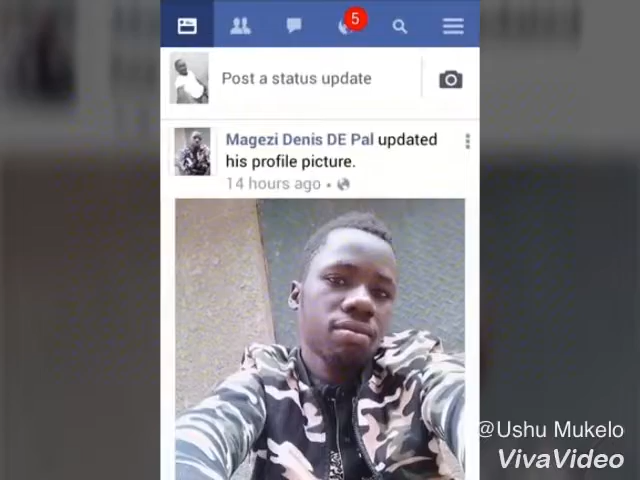 5
Post a status update
Magezi Denis DE Pal updated
his profile picture.
14 hours ago •
@Ushu Mukelo
VivaVideo